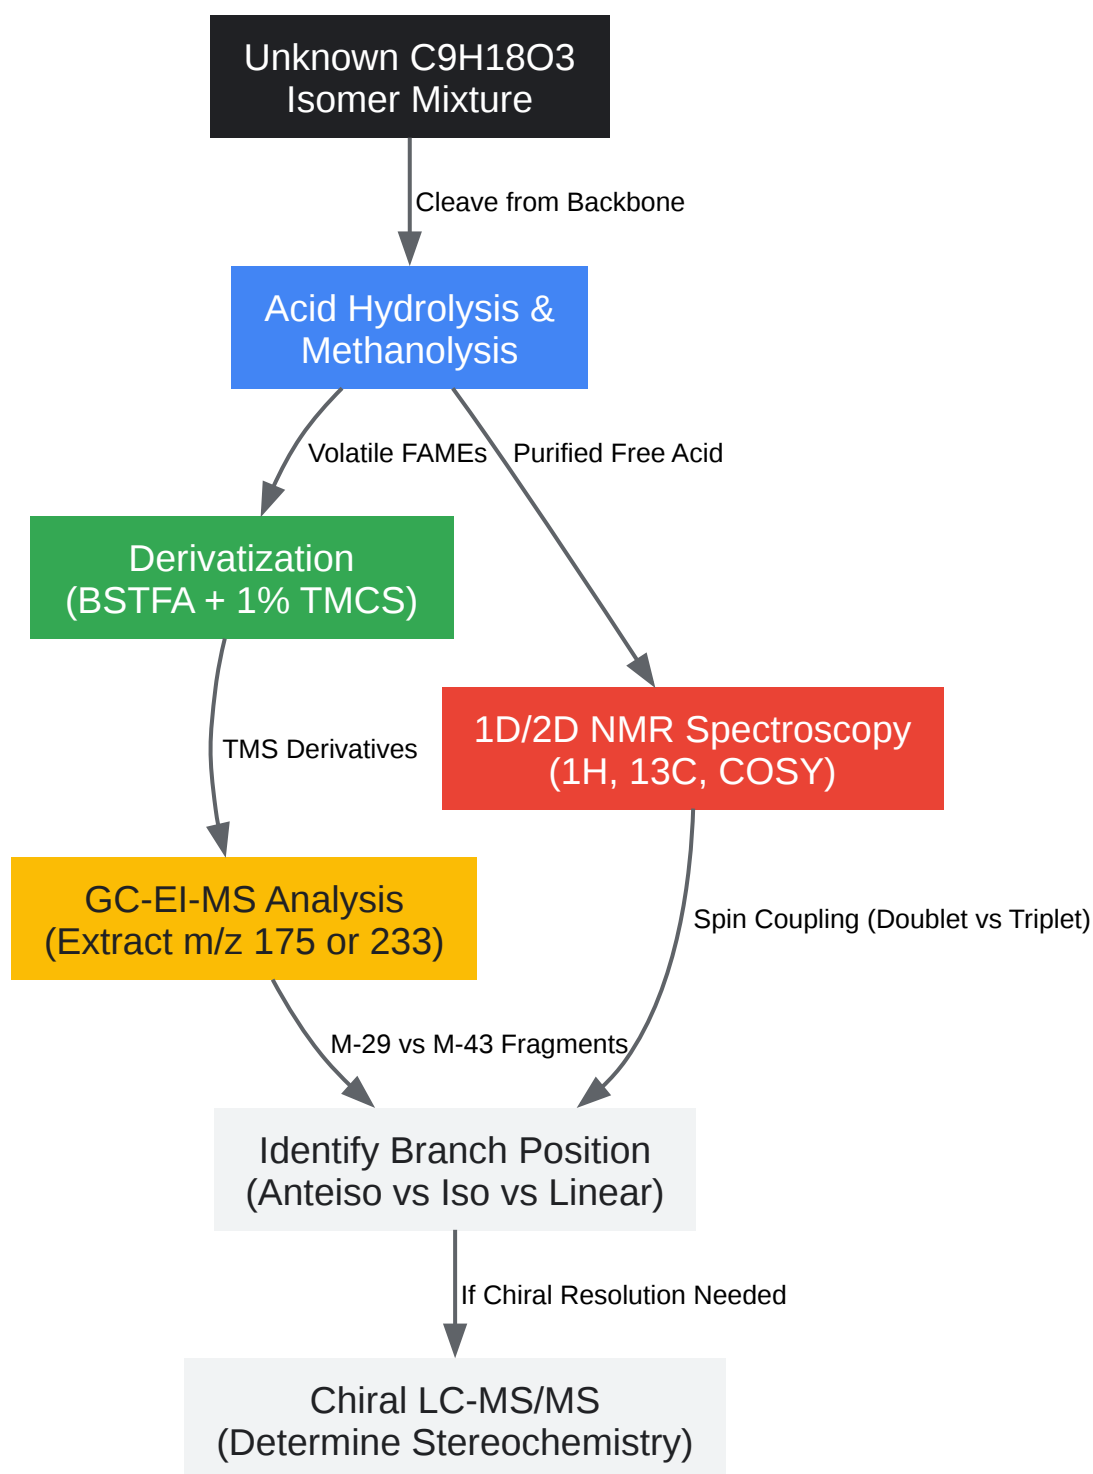 Unknown C9H18O3
Isomer Mixture
Cleave from Backbone
Acid Hydrolysis &
Methanolysis
Volatile FAMEs
Purified Free Acid
Derivatization
(BSTFA + 1% TMCS)
1D/2D NMR Spectroscopy
(1H, 13C, COSY)
TMS Derivatives
GC-EI-MS Analysis
(Extract m/z 175 or 233)
Spin Coupling (Doublet vs Triplet)
M-29 vs M-43 Fragments
Identify Branch Position
(Anteiso vs Iso vs Linear)
If Chiral Resolution Needed
Chiral LC-MS/MS
(Determine Stereochemistry)